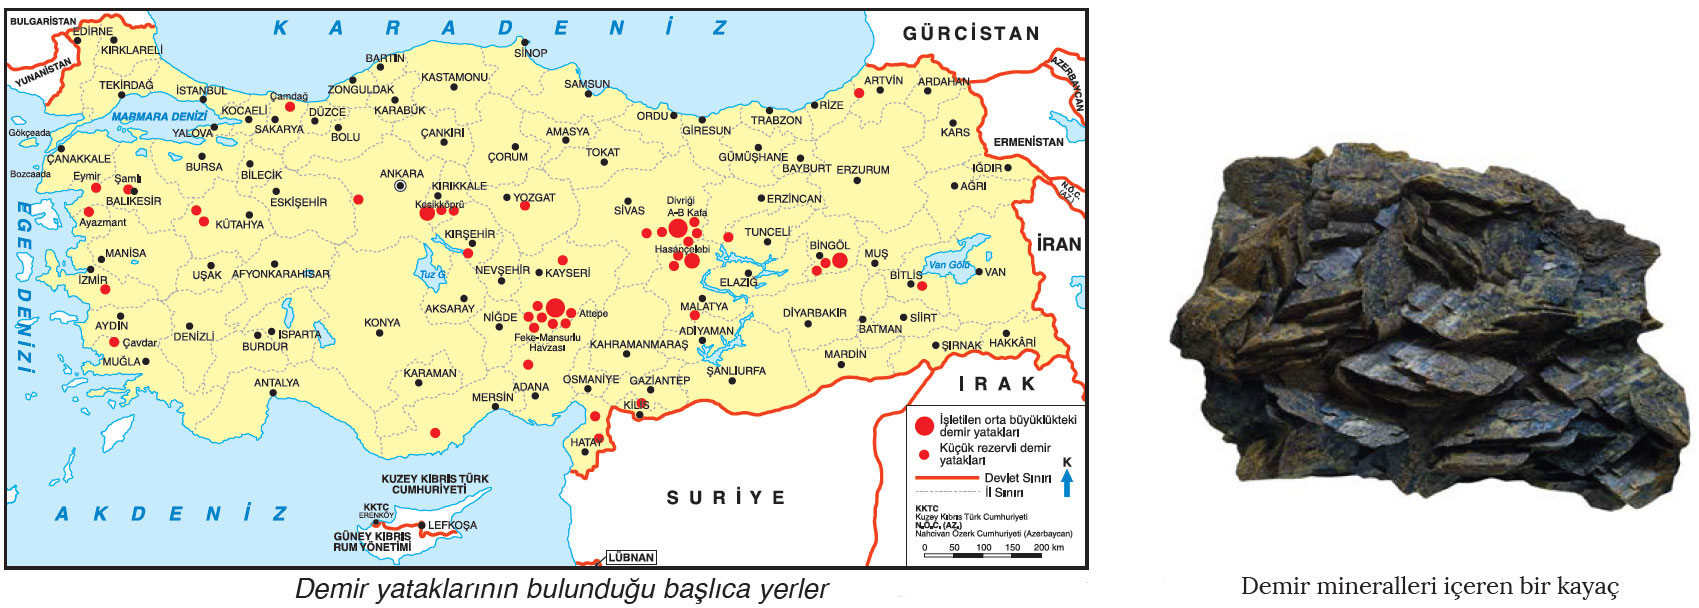 BULGARİSTAN
K A R A D E N İ Z
GÜRCİSTAN
EDİRNE
KIRKLARELİ
SİNOP
YUNANİSTAN
BARTIN
KASTAMONU
AZERBAYCAN
TEKİRDAĞ
İSTANBUL
ZONGULDAK
SAMSUN
ARTVİN
ARDAHAN
Çamdağ
KOCAELİ
DÜZCE
KARABÜK
RİZE
MARMARA DENİZİ
SAKARYA
ORDU
TRABZON
GİRESUN
KARS
Gökçeada
YALOVA
BOLU
ÇANKIRI
AMASYA
ERMENİSTAN
ÇANAKKALE
ÇORUM
TOKAT
GÜMÜŞHANE
BAYBURT
ERZURUM
Bozcaada
Eymir
Şamlı
BURSA
BİLECİK
ANKARA
KIRIKKALE
IĞDIR
AĞRI
N.Ö.C.
(AZ.)
BALIKESİR
ESKİŞEHİR
Kesikköprü
YOZGAT
SİVAS
Divriği
A-B Kafa
ERZİNCAN
Ayazmant
KÜTAHYA
KIRŞEHİR
Hasançelebi
TUNCELİ
BİNGÖL
MUŞ
İRAN
EGE DENİZİ
MANİSA
İZMİR
UŞAK
AFYONKARAHİSAR
Tuz G.
NEVŞEHİR
KAYSERİ
ELAZIĞ
BİTLİS
Van Gölü
VAN
AKSARAY
MALATYA
AYDIN
DENİZLİ
ISPARTA
BURDUR
KONYA
NİĞDE
Attepe
Feke-Mansurlu
Havzası
ADIYAMAN
DİYARBAKIR
BATMAN
SİİRT
Çavdar
MUĞLA
KAHRAMANMARAŞ
MARDİN
ŞIRNAK
HAKKÂRİ
ANTALYA
KARAMAN
MERSİN
ADANA
OSMANİYE
GAZİANTEP
ŞANLIURFA
KİLİS
I R A K
HATAY
İşletilen orta büyüklükteki
demir yatakları
Küçük rezervli demir
yatakları
K
Devlet Sınırı
İl Sınırı
KKTC
Kuzey Kıbrıs Türk Cumhuriyeti
N.Ö.C. (AZ.)
Nahcivan Özerk Cumhuriyeti (Azerbaycan)
0 50 100 150 200 km
KUZEY KIBRIS TÜRK
CUMHURİYETİ
S U R İ Y E
A K D E N İ Z
KKTC
ERENKÖY
LEFKOŞA
GÜNEY KIBRIS
RUM YÖNETİMİ
LÜBNAN
Demir yataklarının bulunduğu başlıca yerler
Demir mineralleri içeren bir kayaç